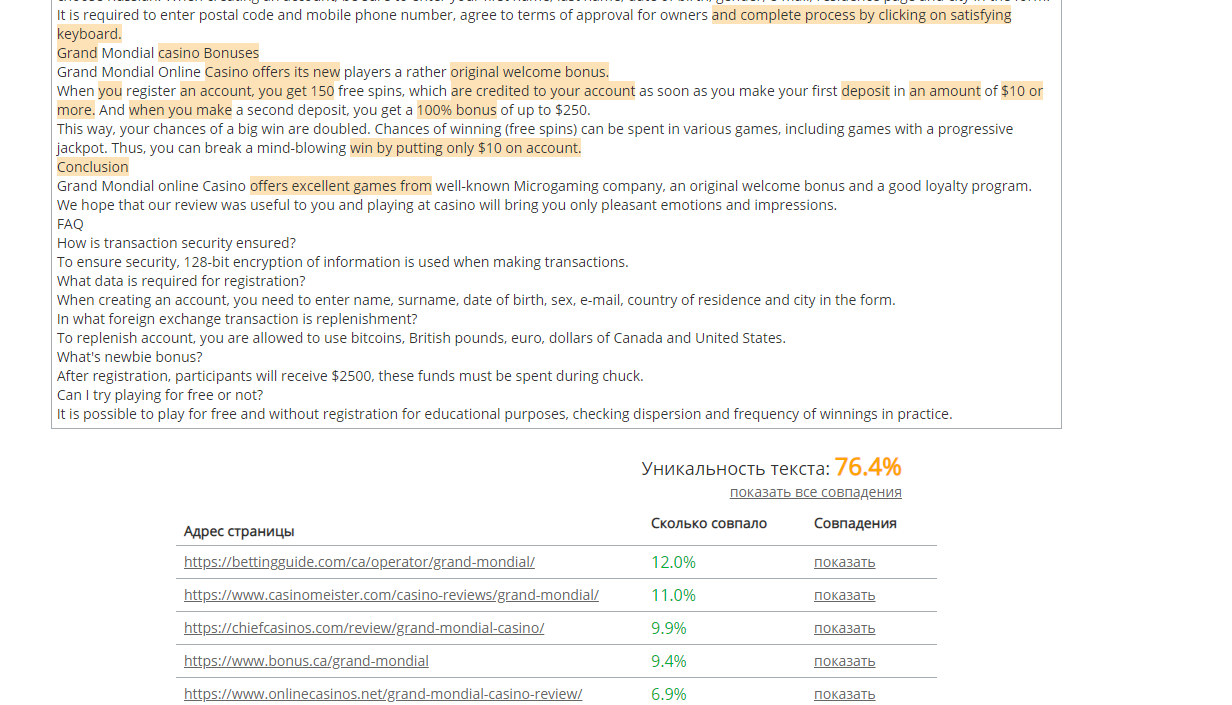 It is required to enter postal code and mobile phone number, agree to terms of approval for owners and complete process by clicking on satisfying
keyboard.
Grand Mondial casino Bonuses
Grand Mondial Online Casino offers its new players a rather original welcome bonus.
When you register an account, you get 150 free spins, which are credited to your account as soon as you make your first deposit in an amount of $10 or
more. And when you make a second deposit, you get a 100% bonus of up to $250.
This way, your chances of a big win are doubled. Chances of winning (free spins) can be spent in various games, including games with a progressive
jackpot. Thus, you can break a mind-blowing win by putting only $10 on account.
Conclusion
Grand Mondial online Casino offers excellent games from well-known Microgaming company, an original welcome bonus and a good loyalty program.
We hope that our review was useful to you and playing at casino will bring you only pleasant emotions and impressions.
FAQ
How is transaction security ensured?
To ensure security, 128-bit encryption of information is used when making transactions.
What data is required for registration?
When creating an account, you need to enter name, surname, date of birth, sex, e-mail, country of residence and city in the form.
In what foreign exchange transaction is replenishment?
To replenish account, you are allowed to use bitcoins, British pounds, euro, dollars of Canada and United States.
What's newbie bonus?
After registration, participants will receive $2500, these funds must be spent during chuck.
Can I try playing for free or not?
It is possible to play for free and without registration for educational purposes, checking dispersion and frequency of winnings in practice.
Уникальность текста: 76.4%
показать все совпадения
Адрес страницы Сколько совпало Совпадения
https://bettingguide.com/ca/operator/grand-mondial/ 12.0% показать
https://www.casinomeister.com/casino-reviews/grand-mondial/ 11.0% показать
https://chiefcasinos.com/review/grand-mondial-casino/ 9.9% показать
https://www.bonus.ca/grand-mondial 9.4% показать
https://www.onlinecasinos.net/grand-mondial-casino-review/ 6.9% показать